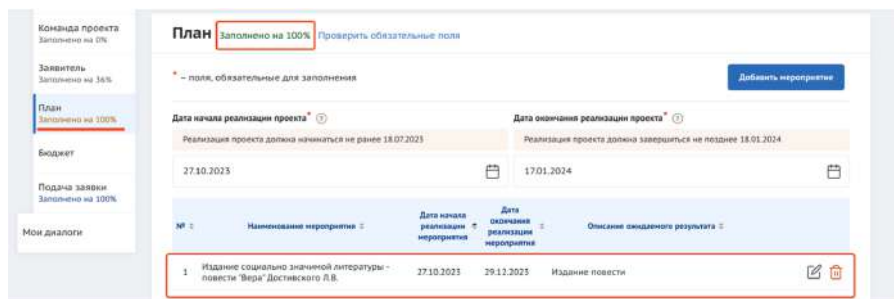 Команда проекта
Заполнено на 0%
Заявитель
Заполнено на 36%
План
Заполнено на 100%
Бюджет
Подача заявки
Заполнено на 100%
Мои диалоги
План Заполнено на 100% Проверить обязательные поля
* – поля, обязательные для заполнения
Добавить мероприятие
Дата начала реализации проекта* ?
Дата окончания реализации проекта* ?
Реализация проекта должна начинаться не ранее 18.07.2023
Реализация проекта должна завершиться не позднее 18.01.2024
27.10.2023
17.01.2024
№
Наименование мероприятия
Дата начала
реализации
мероприятия
Дата
окончания
реализации
мероприятия
Описание ожидаемого результата
1
Издание социально значимой литературы -
повести "Вера" Достивского Л.В.
27.10.2023
29.12.2023
Издание повести